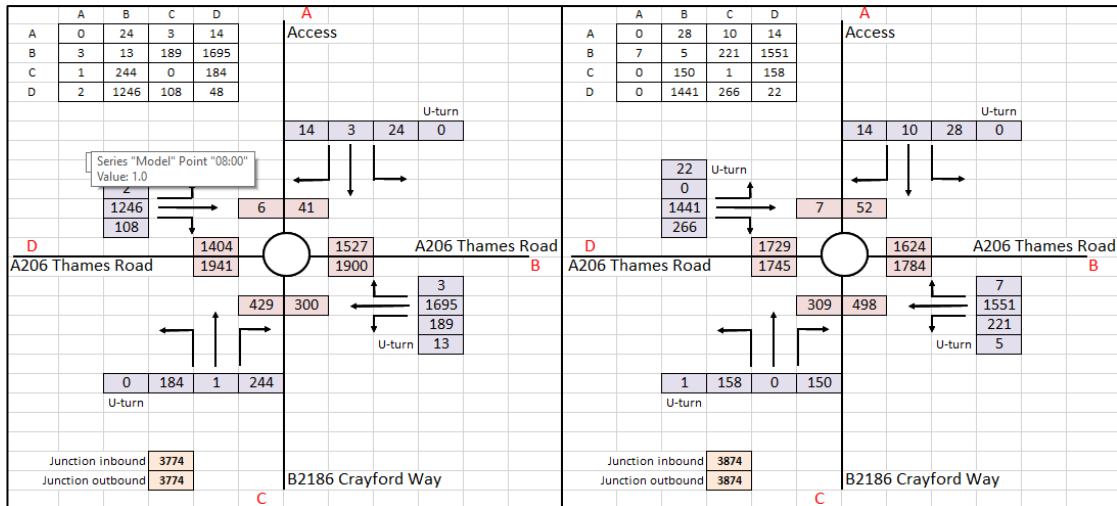 A B C D A
A 0 24 3 14 Access
B 3 13 189 1695
C 1 244 0 184
D 2 1246 108 48
U-turn
14 3 24 0
Series "Model" Point "08:00"
Value: 1.0
2
1246 6 41
108
D 1404 1527 A206 Thames Road
A206 Thames Road 1941 1900 B
3
429 300 1695
189
U-turn 13
0 184 1 244
U-turn
Junction inbound 3774
Junction outbound 3774 B2186 Crayford Way
C
A B C D A
A 0 28 10 14 Access
B 7 5 221 1551
C 0 150 1 158
D 0 1441 266 22
U-turn
14 10 28 0
22 U-turn
0
1441 7 52
266
D 1729 1624 A206 Thames Road
A206 Thames Road 1745 1784 B
7
309 498 1551
221
U-turn 5
1 158 0 150
U-turn
Junction inbound 3874
Junction outbound 3874 B2186 Crayford Way
C